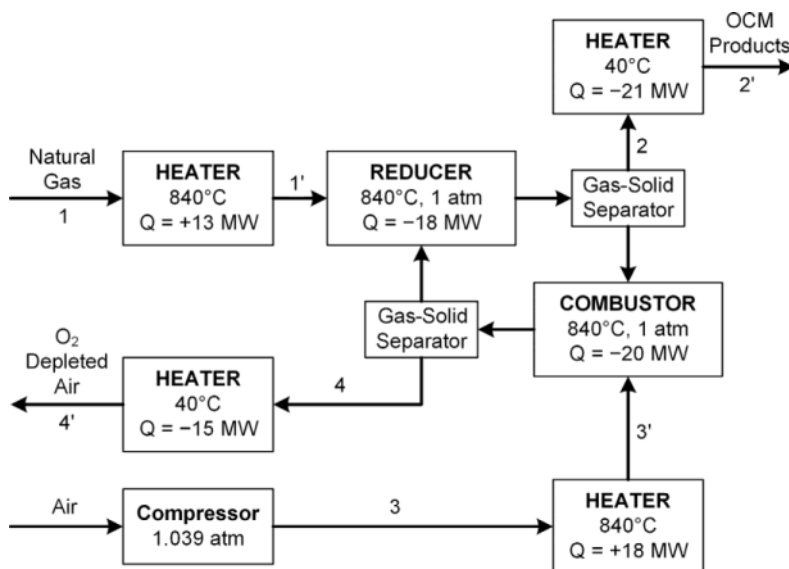 HEATER
40°C
Q = −21 MW
OCM
Products
2'
2
Natural
Gas
1
HEATER
840°C
Q = +13 MW
1'
REDUCER
840°C, 1 atm
Q = −18 MW
Gas-Solid
Separator
COMBUSTOR
840°C, 1 atm
Q = −20 MW
Gas-Solid
Separator
O₂
Depleted
Air
4'
HEATER
40°C
Q = −15 MW
4
3'
Air
Compressor
1.039 atm
3
HEATER
840°C
Q = +18 MW